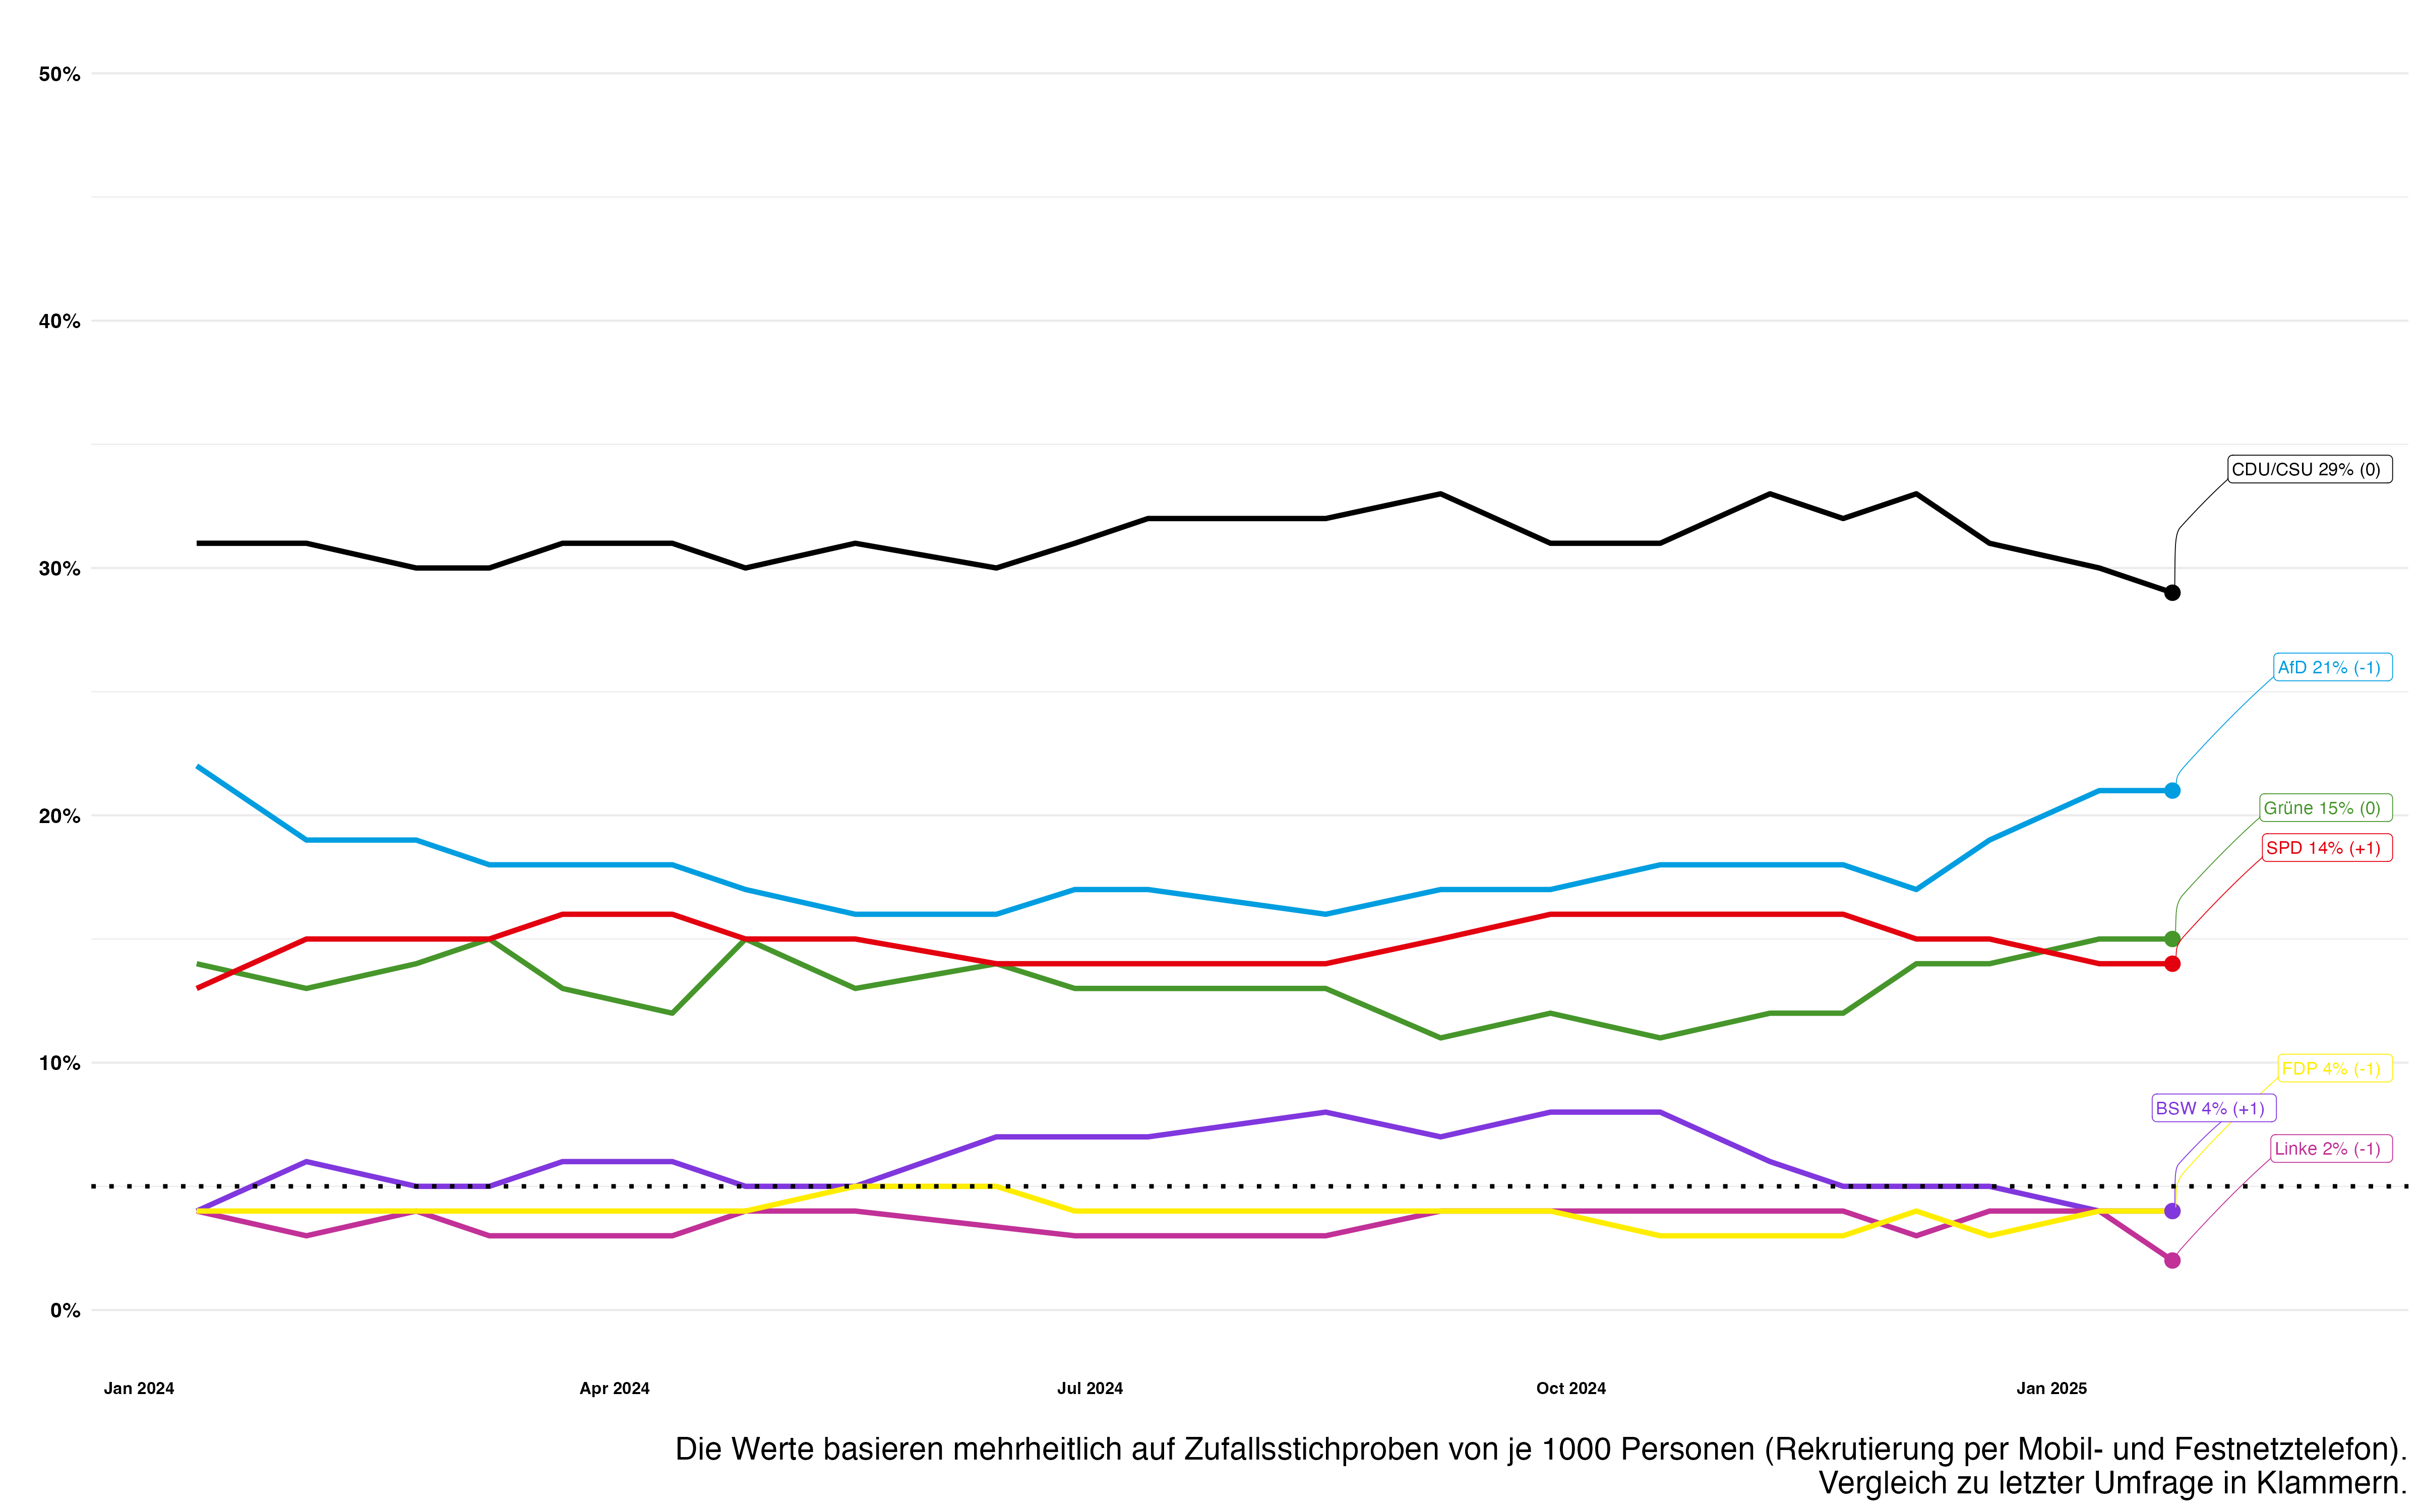 50%
40%
30%
20%
10%
0%
CDU/CSU 29% (0)
AfD 21% (-1)
Grüne 15% (0)
SPD 14% (+1)
FDP 4% (-1)
BSW 4% (+1)
Linke 2% (-1)
Jan 2024
Apr 2024
Jul 2024
Oct 2024
Jan 2025
Die Werte basieren mehrheitlich auf Zufallsstichproben von je 1000 Personen (Rekrutierung per Mobil- und Festnetztelefon).
Vergleich zu letzter Umfrage in Klammern.